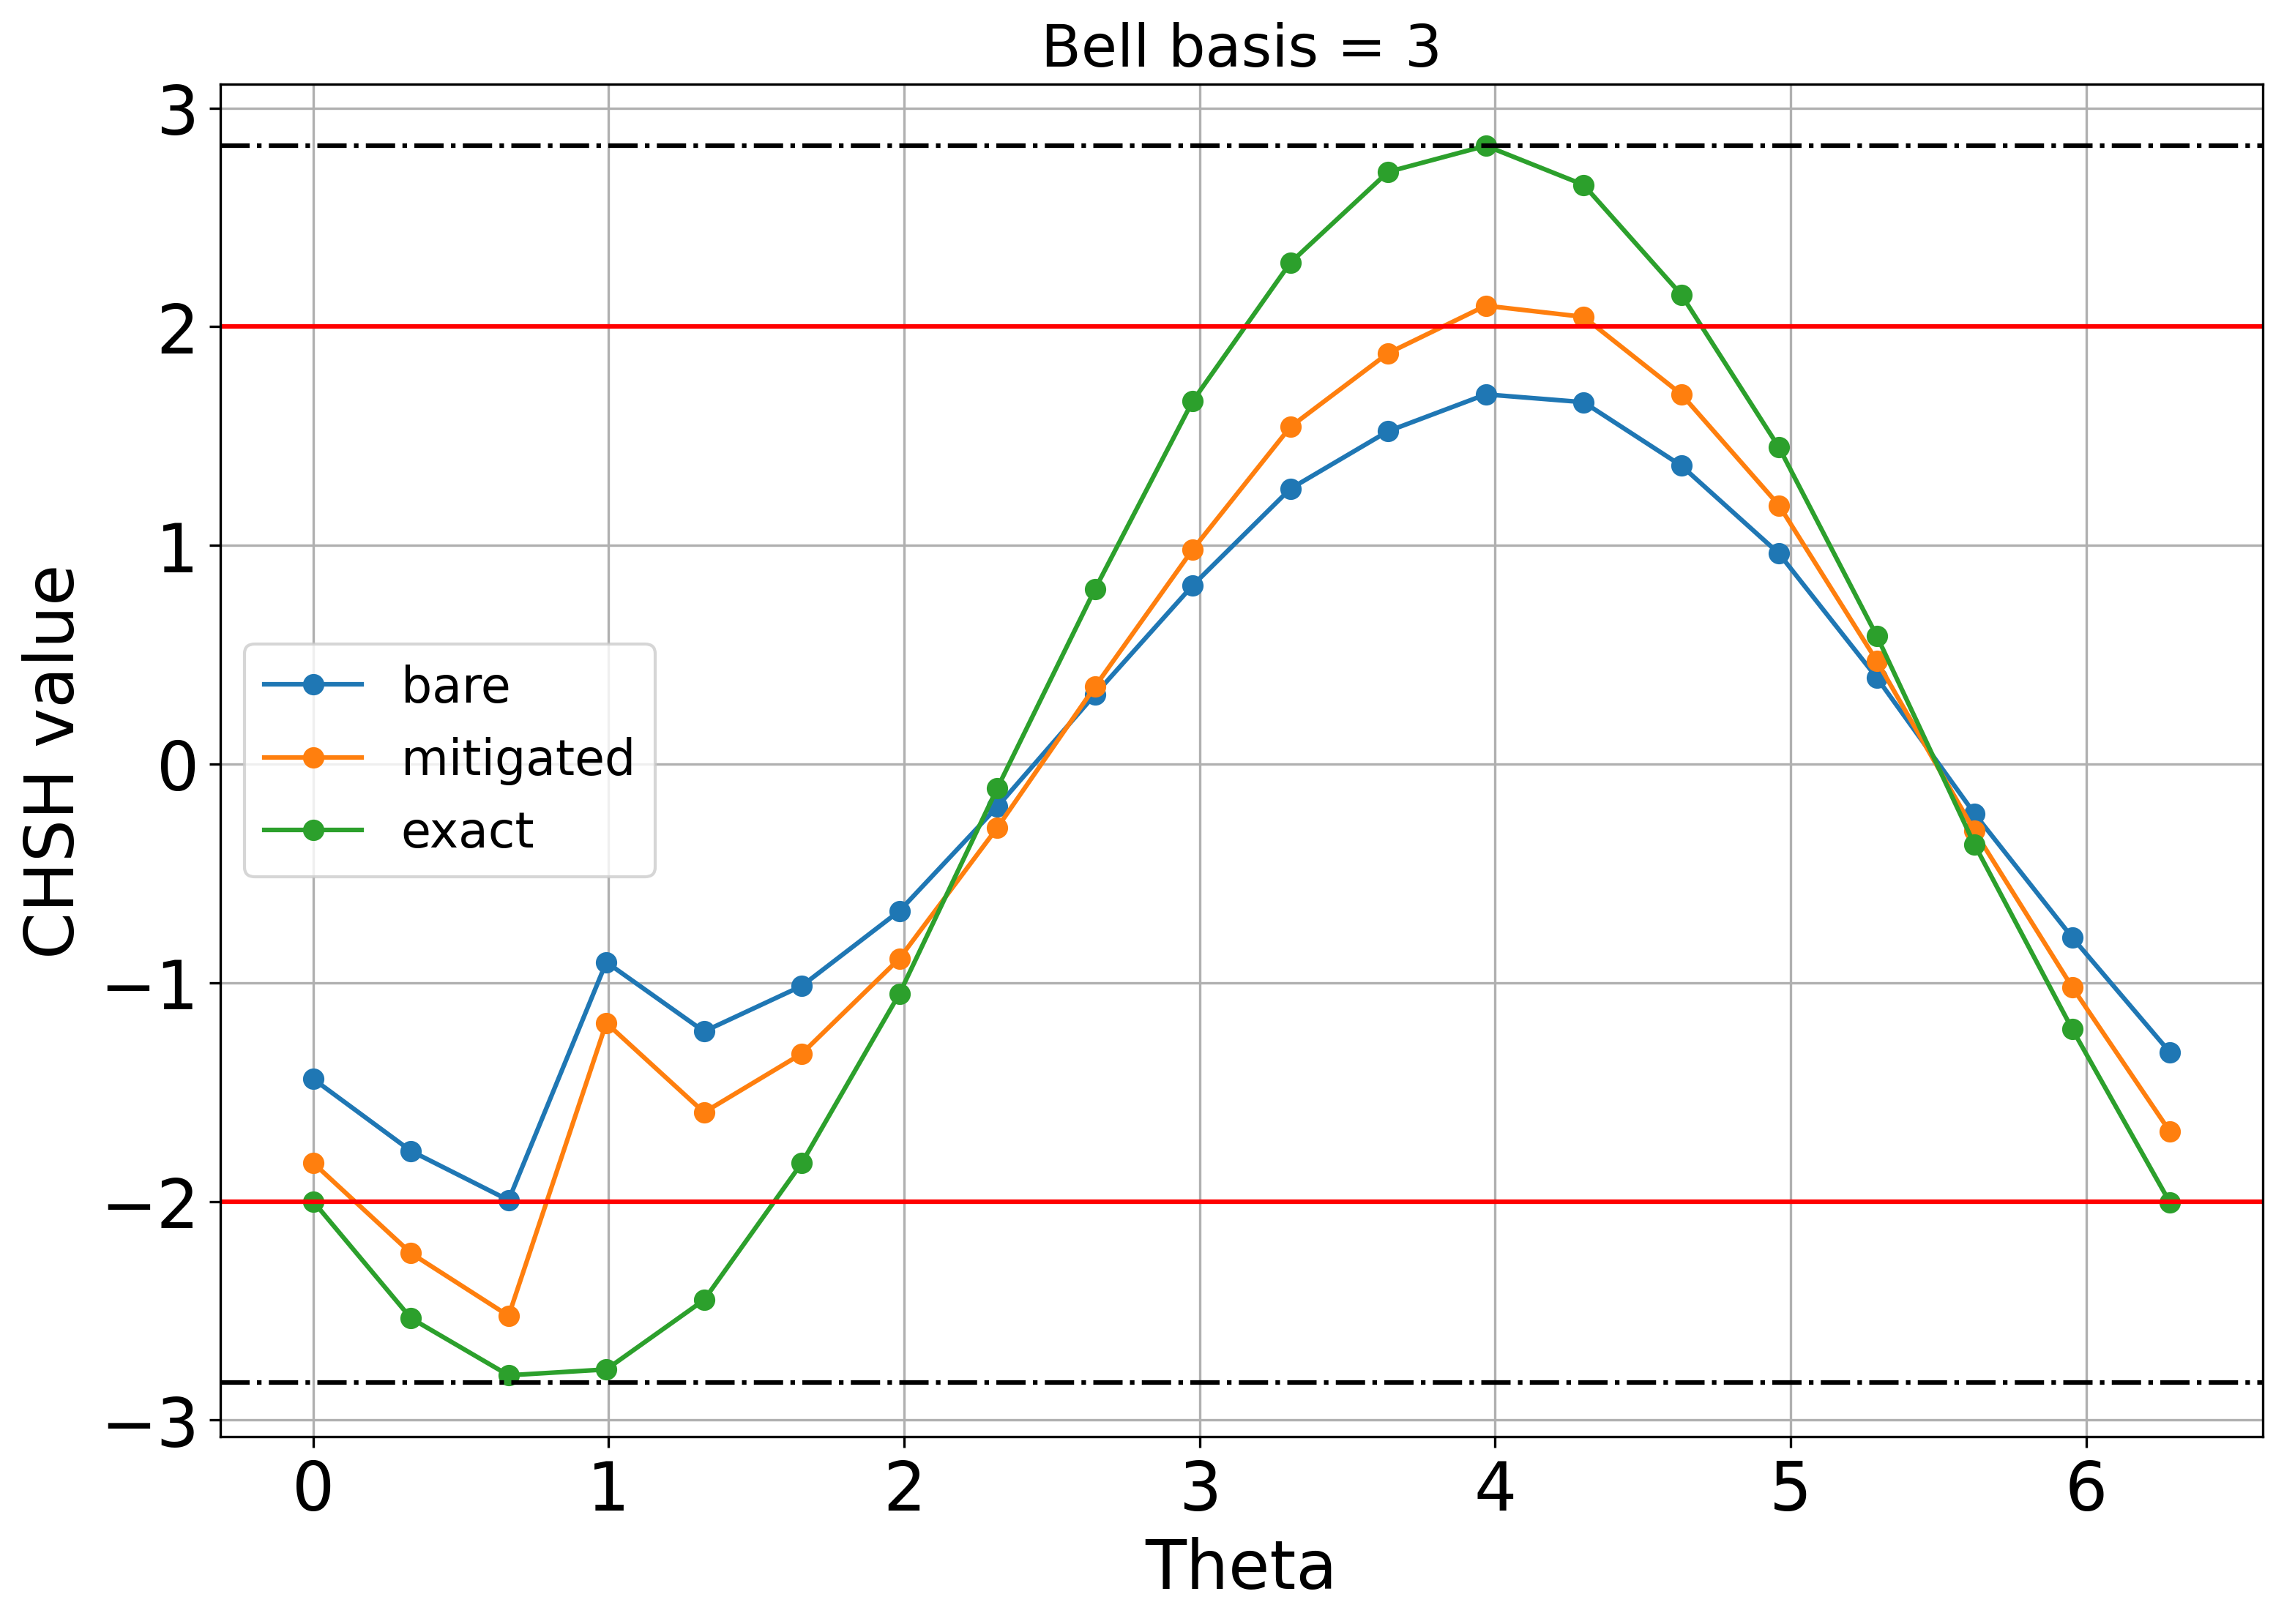 Bell basis = 3
3
2
1
0
−1
−2
−3
CHSH value
bare
mitigated
exact
0 1 2 3 4 5 6
Theta